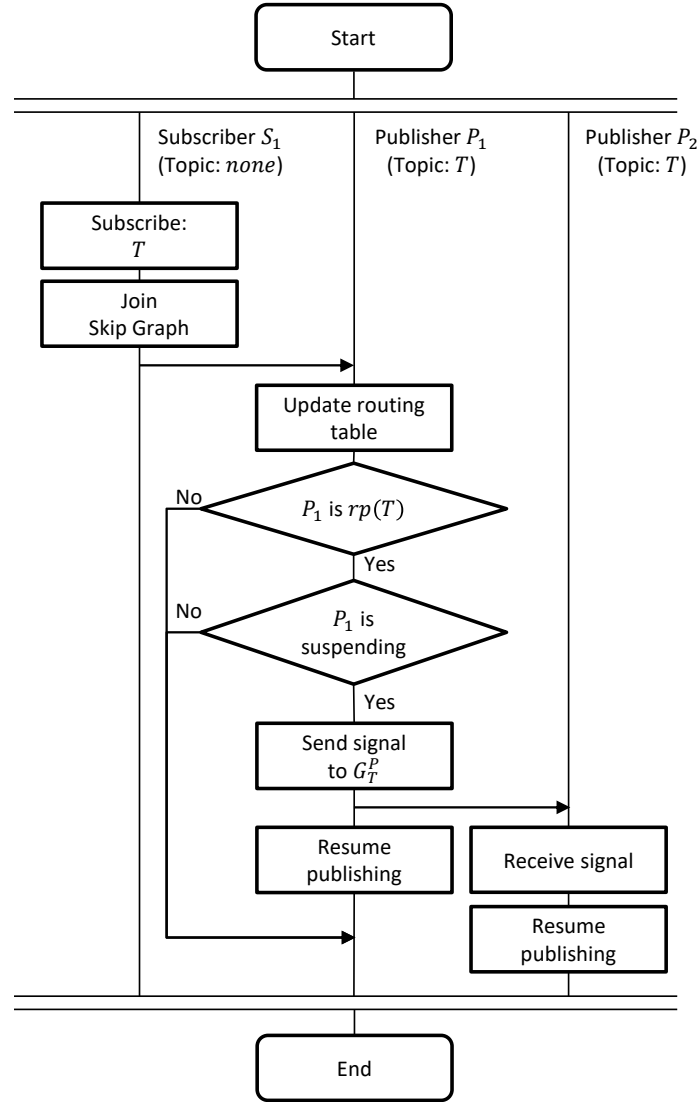 Start
Subscriber S₁
(Topic: none)
Publisher P₁
(Topic: T)
Publisher P₂
(Topic: T)
Subscribe:
T
Join
Skip Graph
Update routing
table
No
P₁ is rp(T)
Yes
No
P₁ is
suspending
Yes
Send signal
to G_T^P
Resume
publishing
Receive signal
Resume
publishing
End